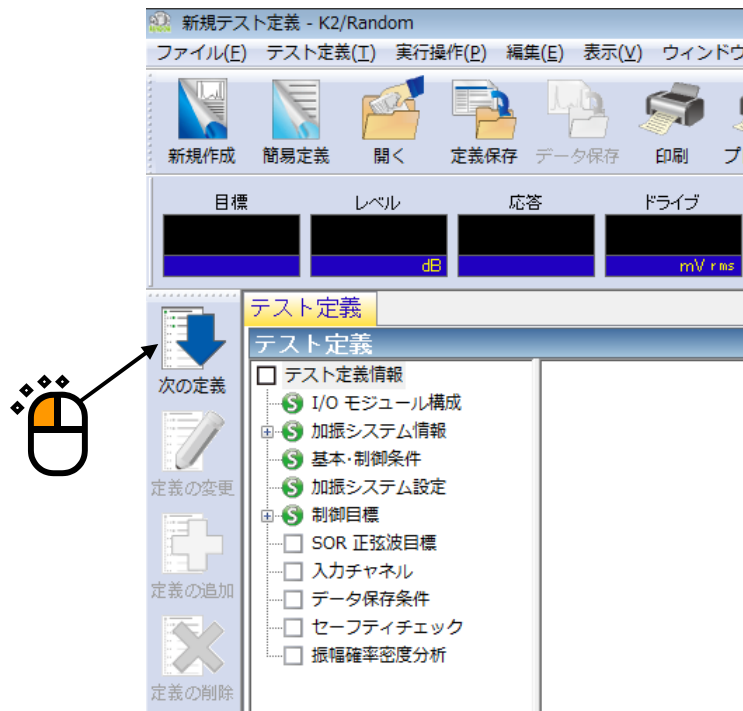 新規テスト定義 - K2/Random
ファイル(F) テスト定義(T) 実行操作(P) 編集(E) 表示(V) ウィンドウ
新規作成 簡易定義 開く 定義保存 データ保存 印刷 プ
目標 レベル 応答 ドライブ
dB mV rms
テスト定義
テスト定義
次の定義
定義の変更
定義の追加
定義の削除
テスト定義情報
I/O モジュール構成
加振システム情報
基本・制御条件
加振システム設定
制御目標
SOR 正弦波目標
入力チャネル
データ保存条件
セーフティチェック
振幅確率密度分析